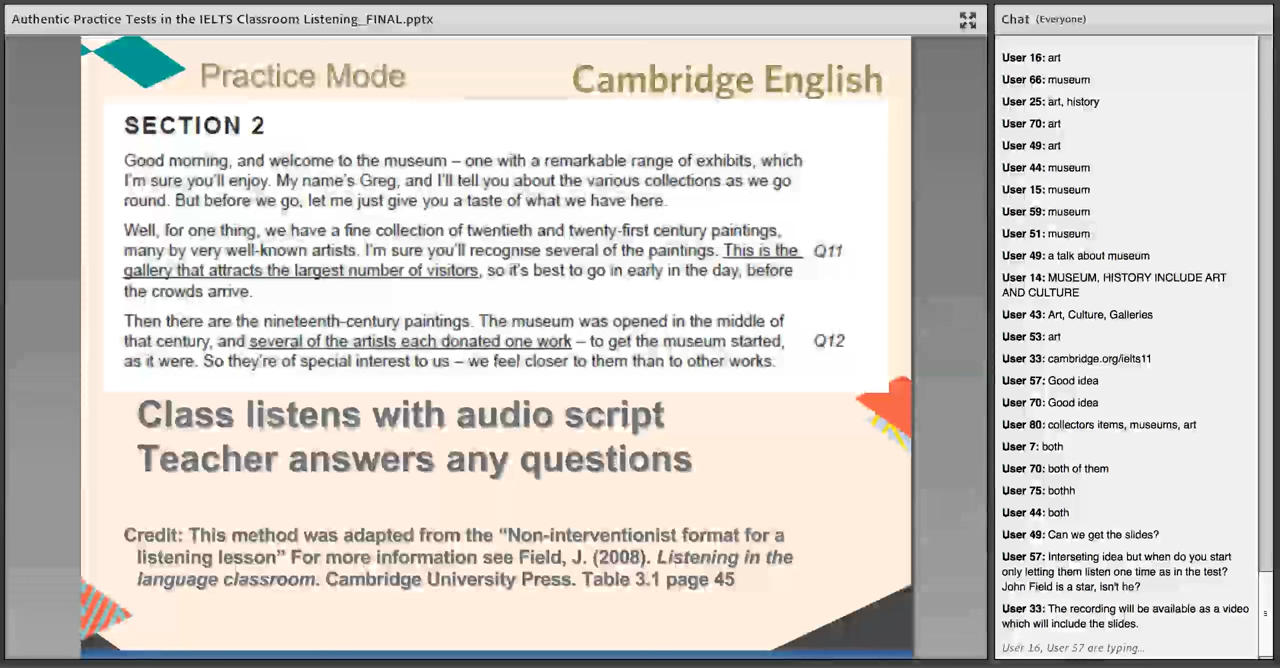 Authentic Practice Tests in the IELTS Classroom Listening_FINAL.pptx
Practice Mode
Cambridge English
SECTION 2
Good morning, and welcome to the museum – one with a remarkable range of exhibits, which
I'm sure you'll enjoy. My name's Greg, and I'll tell you about the various collections as we go
round. But before we go, let me just give you a taste of what we have here.
Well, for one thing, we have a fine collection of twentieth and twenty-first century paintings,
many by very well-known artists. I'm sure you'll recognise several of the paintings. This is the Q11
gallery that attracts the largest number of visitors, so it's best to go in early in the day, before
the crowds arrive.
Then there are the nineteenth-century paintings. The museum was opened in the middle of
that century, and several of the artists each donated one work – to get the museum started, Q12
as it were. So they're of special interest to us – we feel closer to them than to other works.
Class listens with audio script
Teacher answers any questions
Credit: This method was adapted from the "Non-interventionist format for a
listening lesson" For more information see Field, J. (2008). Listening in the
language classroom. Cambridge University Press. Table 3.1 page 45
Chat (Everyone)
User 16: art
User 66: museum
User 25: art, history
User 70: art
User 49: art
User 44: museum
User 15: museum
User 59: museum
User 51: museum
User 49: a talk about museum
User 14: MUSEUM, HISTORY INCLUDE ART
AND CULTURE
User 43: Art, Culture, Galleries
User 53: art
User 33: cambridge.org/ielts11
User 57: Good idea
User 70: Good idea
User 80: collectors items, museums, art
User 7: both
User 70: both of them
User 75: bothh
User 44: both
User 49: Can we get the slides?
User 57: Interseting idea but when do you start
only letting them listen one time as in the test?
John Field is a star, isn't he?
User 33: The recording will be available as a video
which will include the slides.
User 16, User 57 are typing...